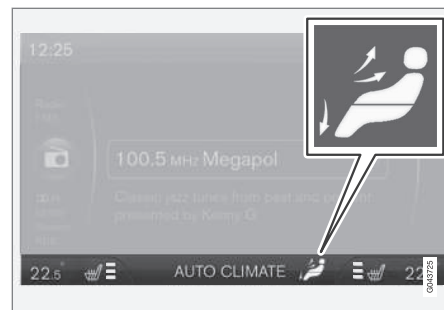 12:25
Radio
100.5 MHz Megapol
Classic jazz tunes from past and present
presented by Kenny G
22.5° AUTO CLIMATE 22
G043725